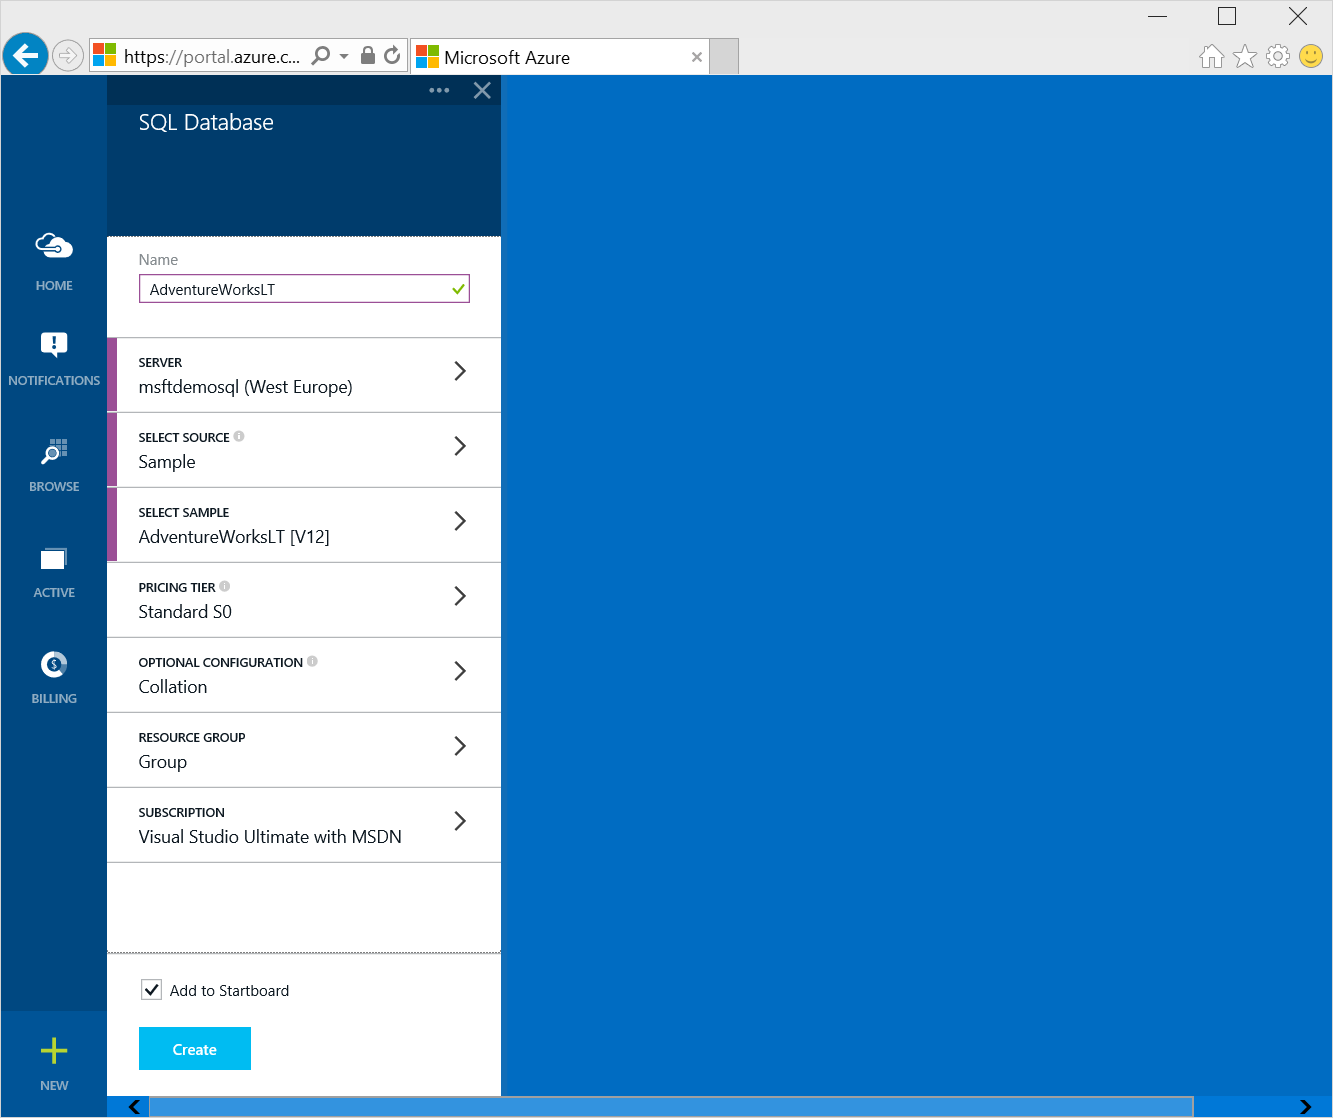 https://portal.azure.c...
Microsoft Azure
SQL Database
HOME
NOTIFICATIONS
BROWSE
ACTIVE
BILLING
NEW
Name
AdventureWorksLT
SERVER
msftdemosql (West Europe)
SELECT SOURCE
Sample
SELECT SAMPLE
AdventureWorksLT [V12]
PRICING TIER
Standard S0
OPTIONAL CONFIGURATION
Collation
RESOURCE GROUP
Group
SUBSCRIPTION
Visual Studio Ultimate with MSDN
Add to Startboard
Create